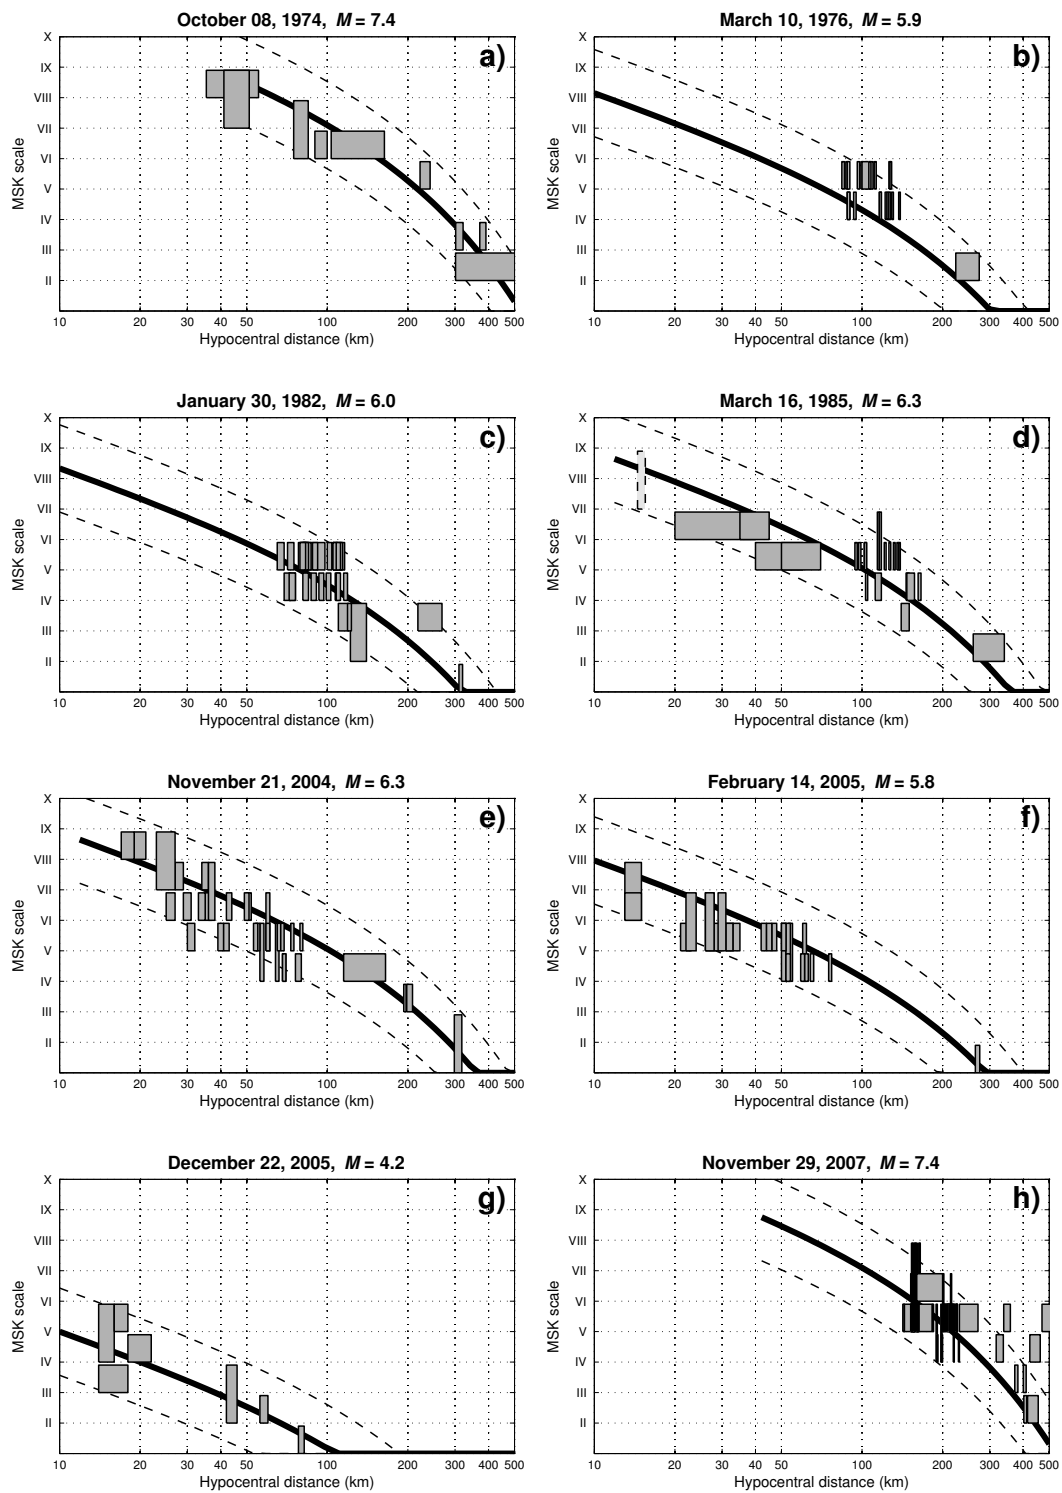 October 08, 1974, M = 7.4
a)
X
IX
VIII
VII
VI
V
IV
III
II
MSK scale
10 20 30 50 100 200 300 400 500
Hypocentral distance (km)
March 10, 1976, M = 5.9
b)
X
IX
VIII
VII
VI
V
IV
III
II
MSK scale
10 20 30 50 100 200 300 400 500
Hypocentral distance (km)
January 30, 1982, M = 6.0
c)
X
IX
VIII
VII
VI
V
IV
III
II
MSK scale
10 20 30 50 100 200 300 400 500
Hypocentral distance (km)
March 16, 1985, M = 6.3
d)
X
IX
VIII
VII
VI
V
IV
III
II
MSK scale
10 20 30 50 100 200 300 400 500
Hypocentral distance (km)
November 21, 2004, M = 6.3
e)
X
IX
VIII
VII
VI
V
IV
III
II
MSK scale
10 20 30 50 100 200 300 400 500
Hypocentral distance (km)
February 14, 2005, M = 5.8
f)
X
IX
VIII
VII
VI
V
IV
III
II
MSK scale
10 20 30 50 100 200 300 400 500
Hypocentral distance (km)
December 22, 2005, M = 4.2
g)
X
IX
VIII
VII
VI
V
IV
III
II
MSK scale
10 20 30 50 100 200 300 400 500
Hypocentral distance (km)
November 29, 2007, M = 7.4
h)
X
IX
VIII
VII
VI
V
IV
III
II
MSK scale
10 20 30 50 100 200 300 400 500
Hypocentral distance (km)